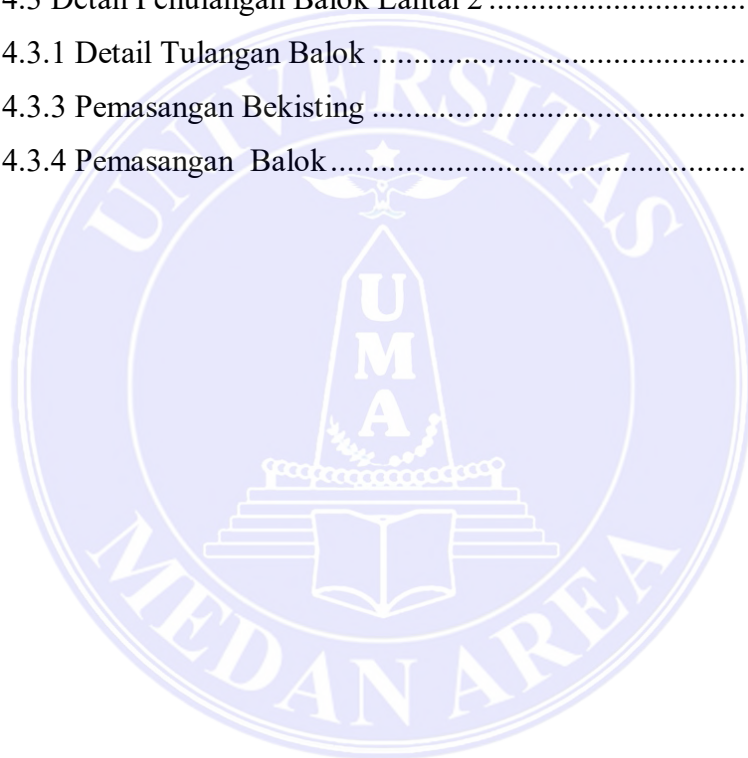 4.3 Detail Penulangan Balok Lantai 2 ................................
4.3.1 Detail Tulangan Balok ................................................
4.3.3 Pemasangan Bekisting ................................................
4.3.4 Pemasangan Balok .....................................................
UNIVERSITAS
UMA
MEDAN AREA